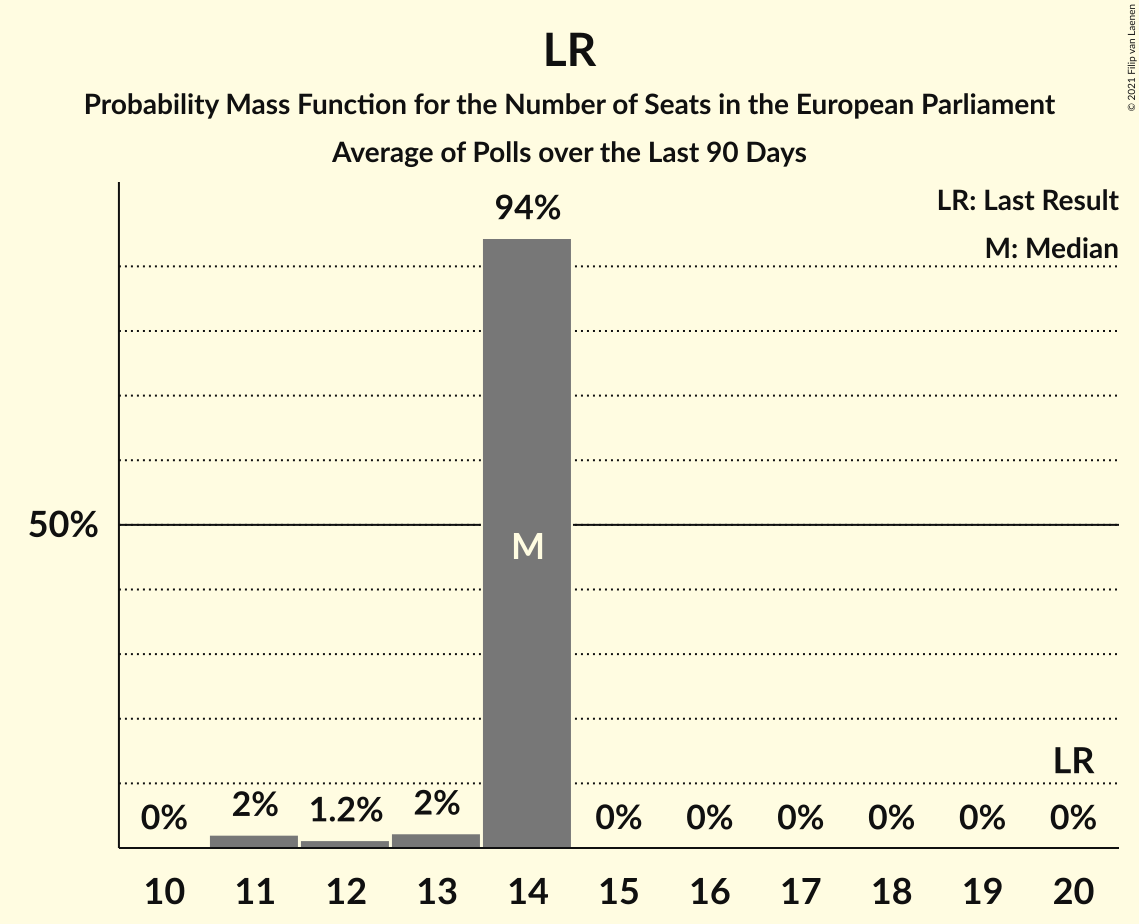 LR
Probability Mass Function for the Number of Seats in the European Parliament
Average of Polls over the Last 90 Days
© 2021 Filip van Laenen
LR: Last Result
M: Median
94%
50%
M
LR
0% 2% 1.2% 2% 0% 0% 0% 0% 0% 0%
10 11 12 13 14 15 16 17 18 19 20